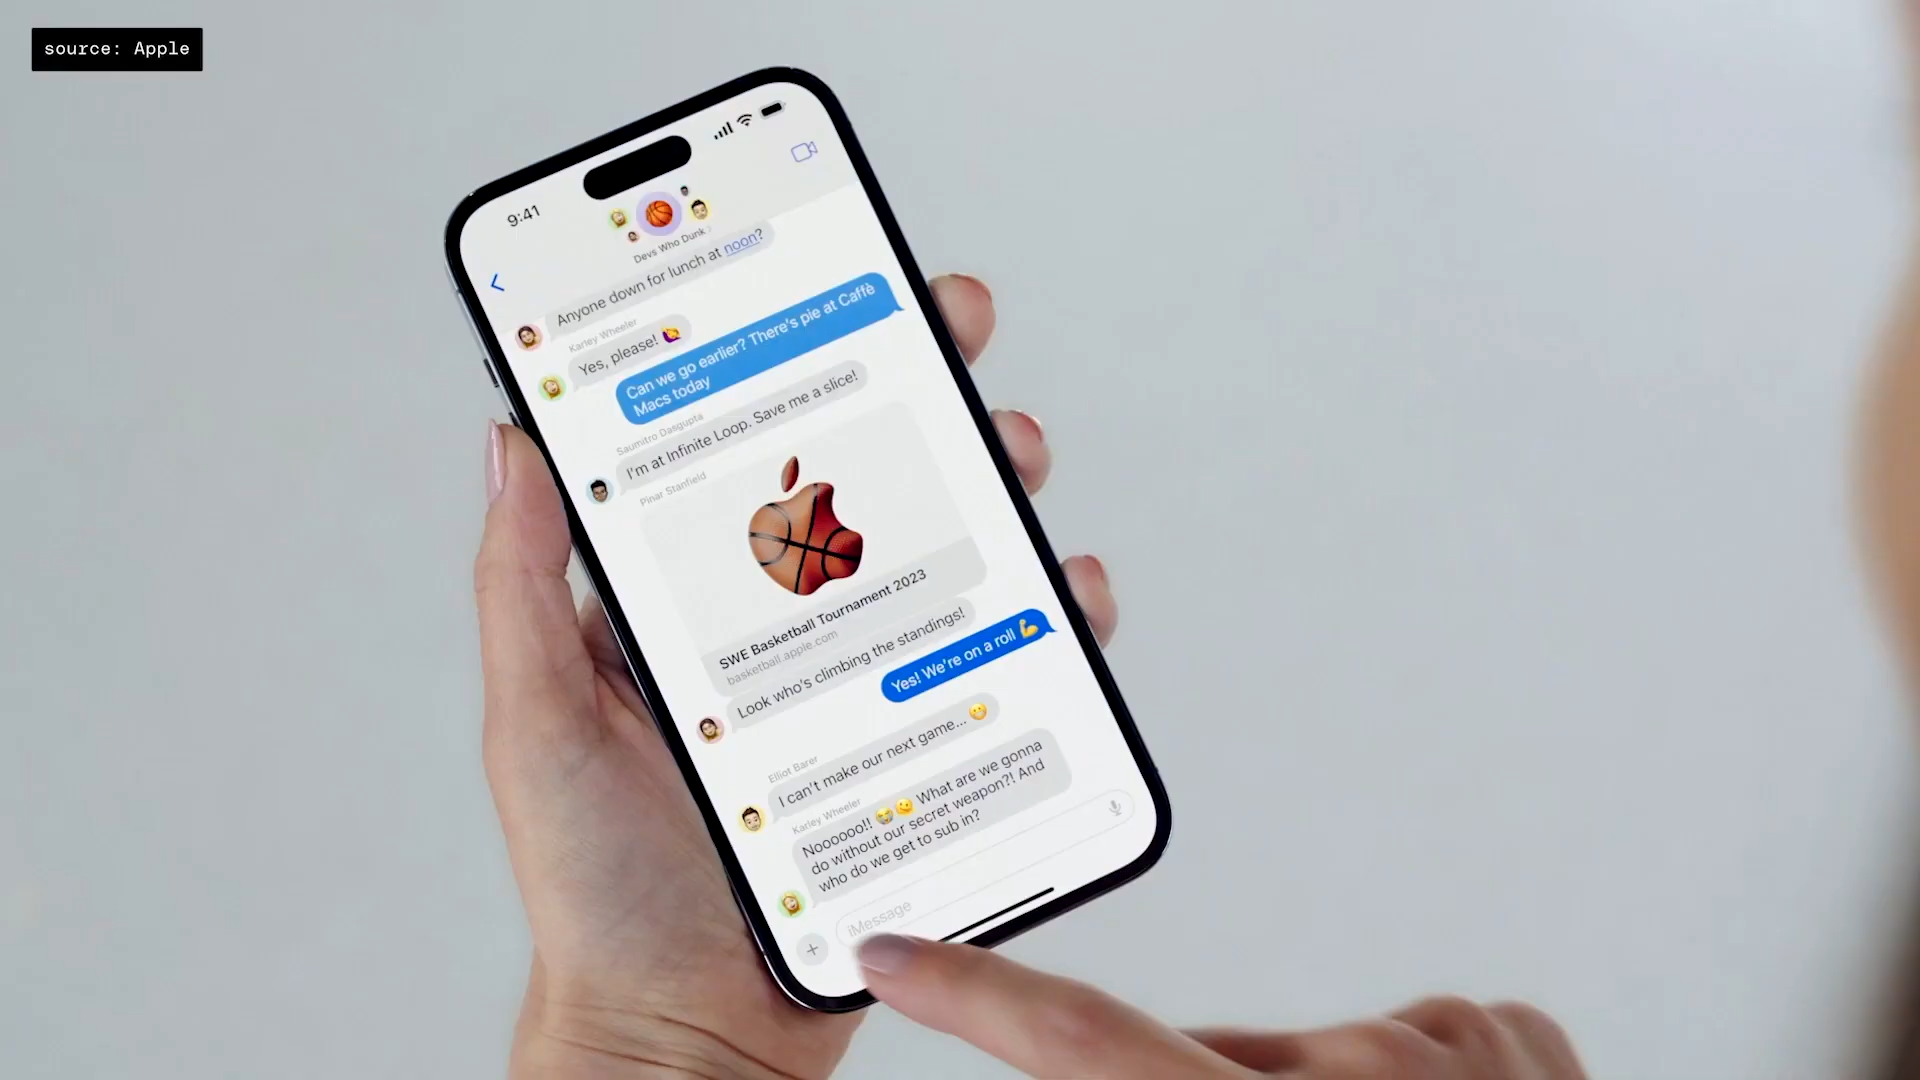 source: Apple
9:41
Devs Who Dunk
Anyone down for lunch at noon?
Karley Wheeler
Yes, please!
Can we go earlier? There's pie at Caffè
Macs today
Saumitro Dasgupta
I'm at Infinite Loop. Save me a slice!
Pinar Stanfield
SWE Basketball Tournament 2023
basketball.apple.com
Look who's climbing the standings!
Yes! We're on a roll 💪
Elliot Barer
I can't make our next game... 😬
Karley Wheeler
Noooooo!! 😭🫠 What are we gonna
do without our secret weapon?! And
who do we get to sub in?
iMessage